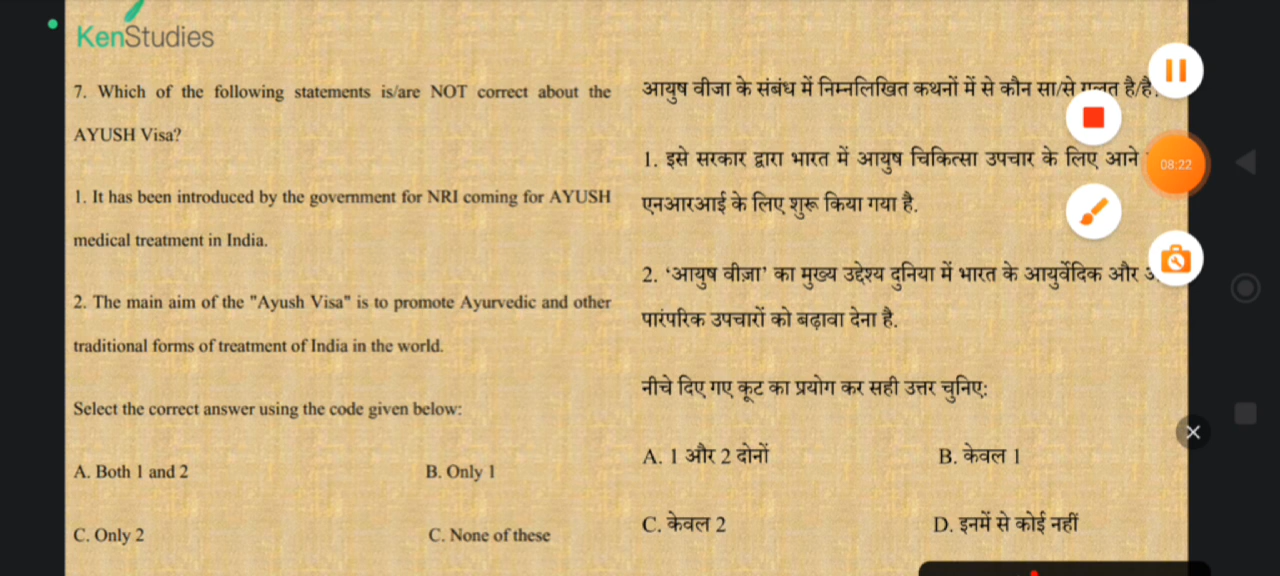 KenStudies
7. Which of the following statements is/are NOT correct about the
AYUSH Visa?
1. It has been introduced by the government for NRI coming for AYUSH
medical treatment in India.
2. The main aim of the "Ayush Visa" is to promote Ayurvedic and other
traditional forms of treatment of India in the world.
Select the correct answer using the code given below:
A. Both 1 and 2 B. Only 1
C. Only 2 C. None of these
आयुष वीजा के संबंध में निम्नलिखित कथनों में से कौन सा/से है/है
1. इसे सरकार द्वारा भारत में आयुष चिकित्सा उपचार के लिए आने
एनआरआई के लिए शुरू किया गया है.
2. ‘आयुष वीज़ा’ का मुख्य उद्देश्य दुनिया में भारत के आयुर्वेदिक और
पारंपरिक उपचारों को बढ़ावा देना है.
नीचे दिए गए कूट का प्रयोग कर सही उत्तर चुनिए:
A. 1 और 2 दोनों B. केवल 1
C. केवल 2 D. इनमें से कोई नहीं
08:22